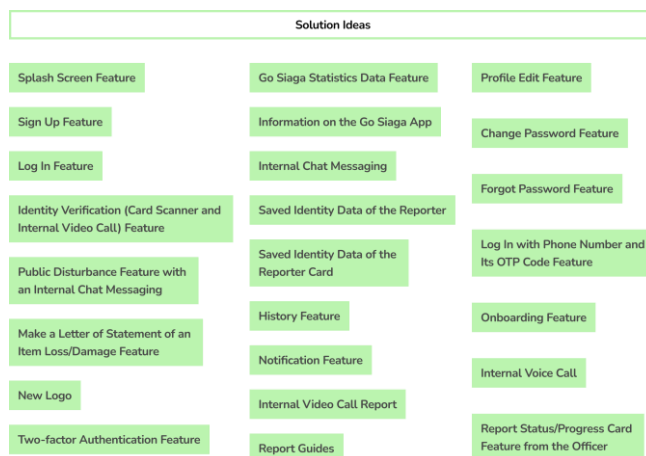 Solution Ideas
Splash Screen Feature
Sign Up Feature
Log In Feature
Identity Verification (Card Scanner and
Internal Video Call) Feature
Public Disturbance Feature with
an Internal Chat Messaging
Make a Letter of Statement of an
Item Loss/Damage Feature
New Logo
Two-factor Authentication Feature
Go Siaga Statistics Data Feature
Information on the Go Siaga App
Internal Chat Messaging
Saved Identity Data of the Reporter
Saved Identity Data of the
Reporter Card
History Feature
Notification Feature
Internal Video Call Report
Report Guides
Profile Edit Feature
Change Password Feature
Forgot Password Feature
Log In with Phone Number and
Its OTP Code Feature
Onboarding Feature
Internal Voice Call
Report Status/Progress Card
Feature from the Officer